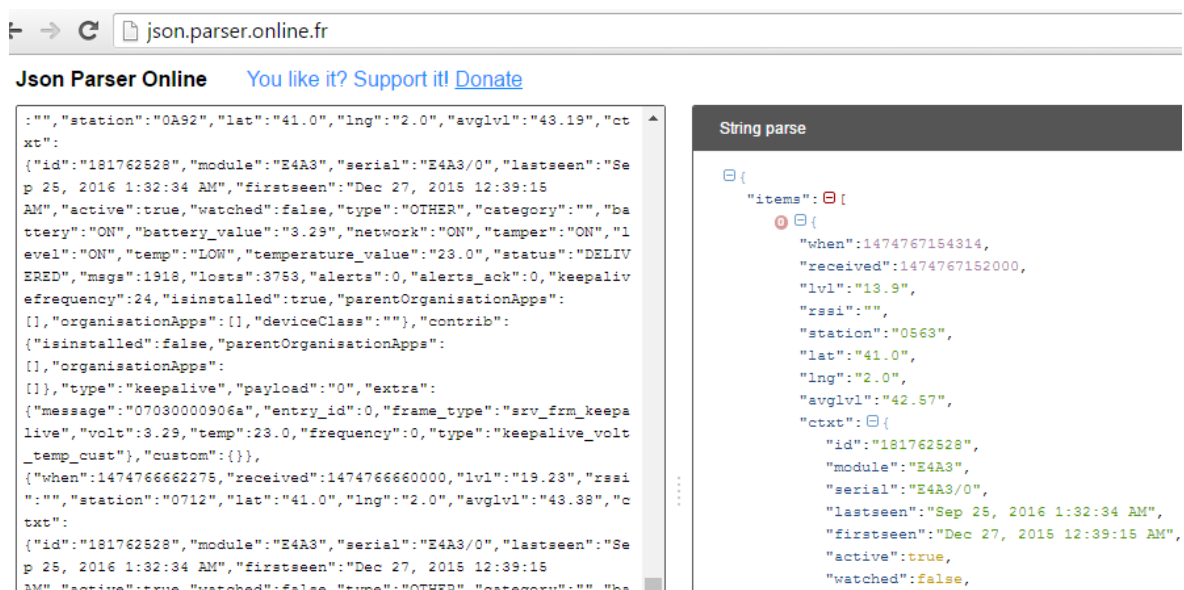 json.parser.online.fr
Json Parser Online You like it? Support it! Donate
:"","station":"0A92","lat":"41.0","lng":"2.0","avglvl":"43.19","ct
xt":
{"id":"181762528","module":"E4A3","serial":"E4A3/0","lastseen":"Se
p 25, 2016 1:32:34 AM","firstseen":"Dec 27, 2015 12:39:15
AM","active":true,"watched":false,"type":"OTHER","category":"","ba
ttery":"ON","battery_value":"3.29","network":"ON","tamper":"ON","l
evel":"ON","temp":"LOW","temperature_value":"23.0","status":"DELIV
ERED","msgs":1918,"losts":3753,"alerts":0,"alerts_ack":0,"keepaliv
efrequency":24,"isinstalled":true,"parentOrganisationApps":
[],"organisationApps":[],"deviceClass":""},"contrib":
{"isinstalled":false,"parentOrganisationApps":
[],"organisationApps":
[]},"type":"keepalive","payload":"0","extra":
{"message":"07030000906a","entry_id":0,"frame_type":"srv_frm_keepa
live","volt":3.29,"temp":23.0,"frequency":0,"type":"keepalive_volt
_temp_cust"},"custom":{}},
{"when":1474766662275,"received":1474766660000,"lvl":"19.23","rssi
":"","station":"0712","lat":"41.0","lng":"2.0","avglvl":"43.38","c
txt":
{"id":"181762528","module":"E4A3","serial":"E4A3/0","lastseen":"Se
p 25, 2016 1:32:34 AM","firstseen":"Dec 27, 2015 12:39:15
AM","active":true,"watched":false,"type":"OTHER","category":"","ba
String parse
{
"items":[
0 {
"when":1474767154314,
"received":1474767152000,
"lvl":"13.9",
"rssi":"",
"station":"0563",
"lat":"41.0",
"lng":"2.0",
"avglvl":"42.57",
"ctxt":{
"id":"181762528",
"module":"E4A3",
"serial":"E4A3/0",
"lastseen":"Sep 25, 2016 1:32:34 AM",
"firstseen":"Dec 27, 2015 12:39:15 AM",
"active":true,
"watched":false,